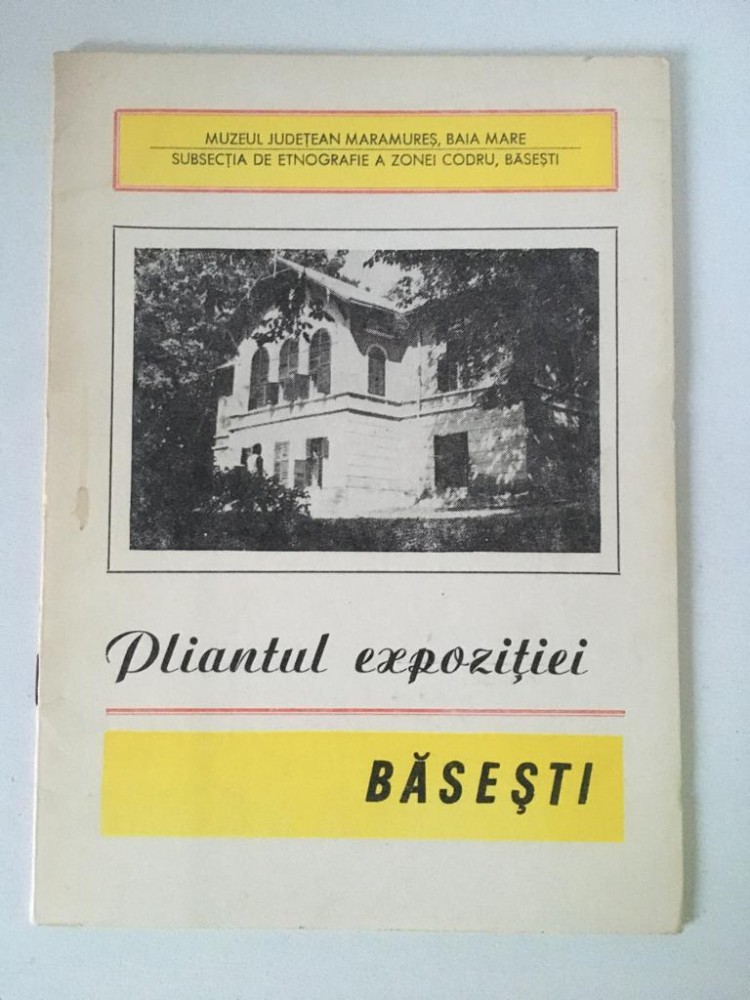 MUZEUL JUDEȚEAN MARAMUREȘ, BAIA MARE
SUBSECȚIA DE ETNOGRAFIE A ZONEI CODRU, BĂSEȘTI
Pliantul expoziției
BĂSEȘTI